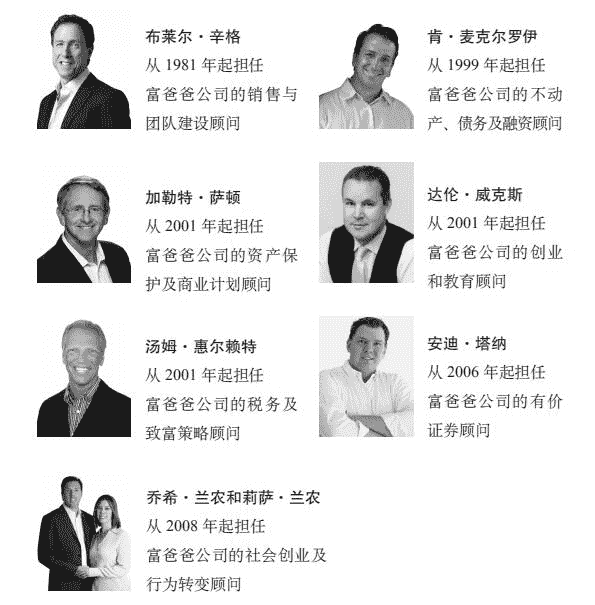 布莱尔·辛格
从 1981 年起担任
富爸爸公司的销售与
团队建设顾问
肯·麦克尔罗伊
从 1999 年起担任
富爸爸公司的不动
产、债务及融资顾问
加勒特·萨顿
从 2001 年起担任
富爸爸公司的资产保
护及商业计划顾问
达伦·威克斯
从 2001 年起担任
富爸爸公司的创业
和教育顾问
汤姆·惠尔赖特
从 2001 年起担任
富爸爸公司的税务及
致富策略顾问
安迪·塔纳
从 2006 年起担任
富爸爸公司的有价
证券顾问
乔希·兰农和莉萨·兰农
从 2008 年起担任
富爸爸公司的社会创业及
行为转变顾问